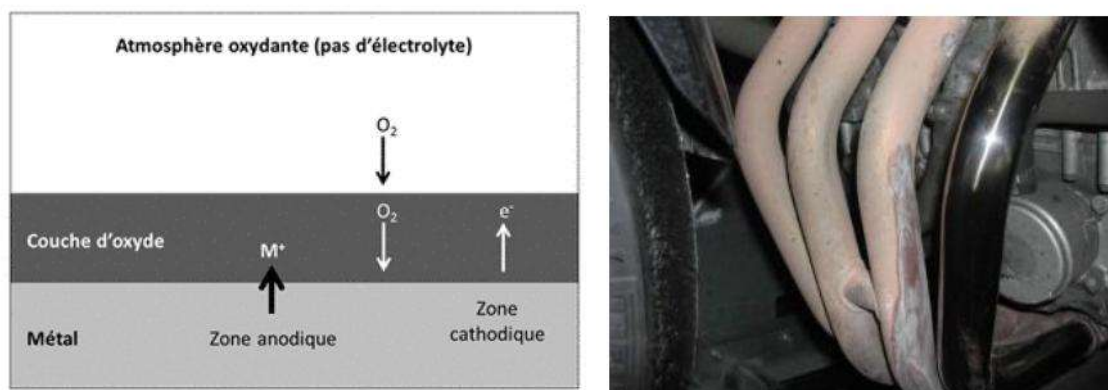 Atmosphère oxydante (pas d'électrolyte)
O₂
O₂
e⁻
Couche d'oxyde
M⁺
Zone
cathodique
Zone anodique
Métal